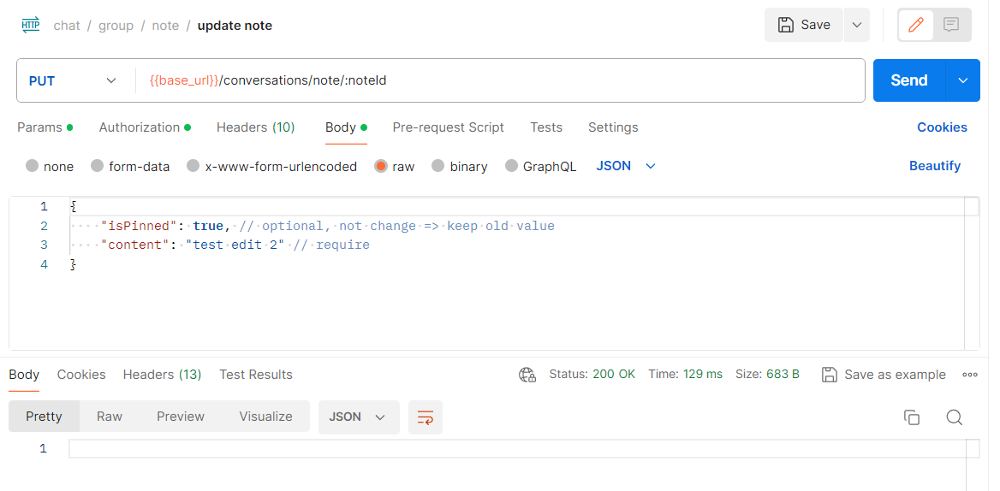 HTTP chat / group / note / update note Save
PUT {{base_url}}/conversations/note/:noteId Send
Params Authorization Headers (10) Body Pre-request Script Tests Settings Cookies
none form-data x-www-form-urlencoded raw binary GraphQL JSON Beautify
1 {
2 ····"isPinned":·true,·//·optional,·not·change·=>·keep·old·value
3 ····"content":·"test·edit·2"·//·require
4 }
Body Cookies Headers (13) Test Results Status: 200 OK Time: 129 ms Size: 683 B Save as example
Pretty Raw Preview Visualize JSON
1